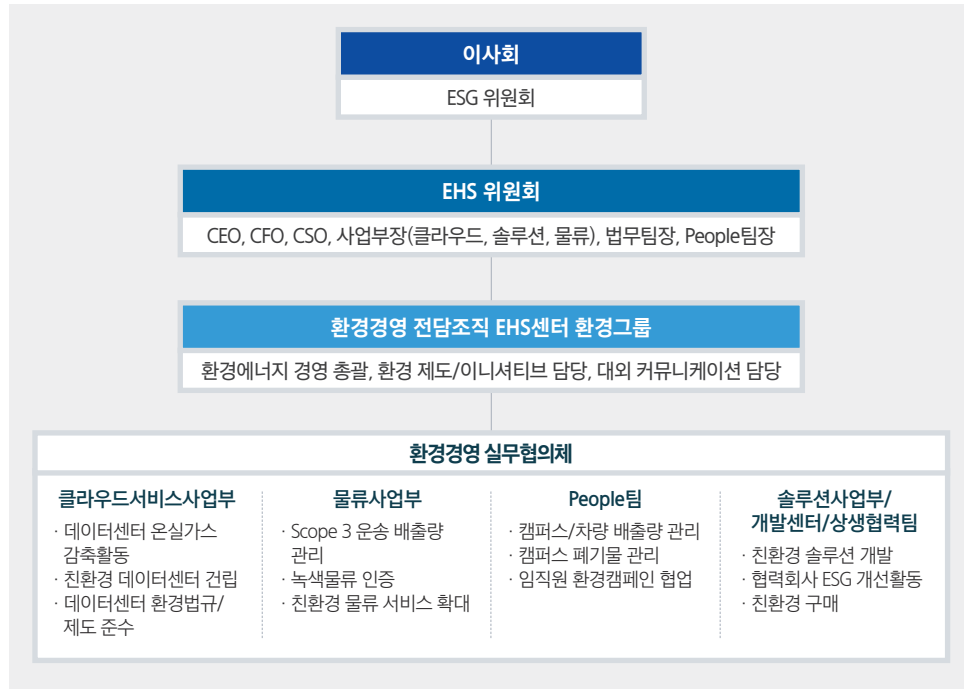 이사회
ESG 위원회
EHS 위원회
CEO, CFO, CSO, 사업부장(클라우드, 솔루션, 물류), 법무팀장, People팀장
환경경영 전담조직 EHS센터 환경그룹
환경에너지 경영 총괄, 환경 제도/이니셔티브 담당, 대외 커뮤니케이션 담당
환경경영 실무협의체
클라우드서비스사업부
· 데이터센터 온실가스
감축활동
· 친환경 데이터센터 건립
· 데이터센터 환경법규/
제도 준수
물류사업부
· Scope 3 운송 배출량
관리
· 녹색물류 인증
· 친환경 물류 서비스 확대
People팀
· 캠퍼스/차량 배출량 관리
· 캠퍼스 폐기물 관리
· 임직원 환경캠페인 협업
솔루션사업부/
개발센터/상생협력팀
· 친환경 솔루션 개발
· 협력회사 ESG 개선활동
· 친환경 구매